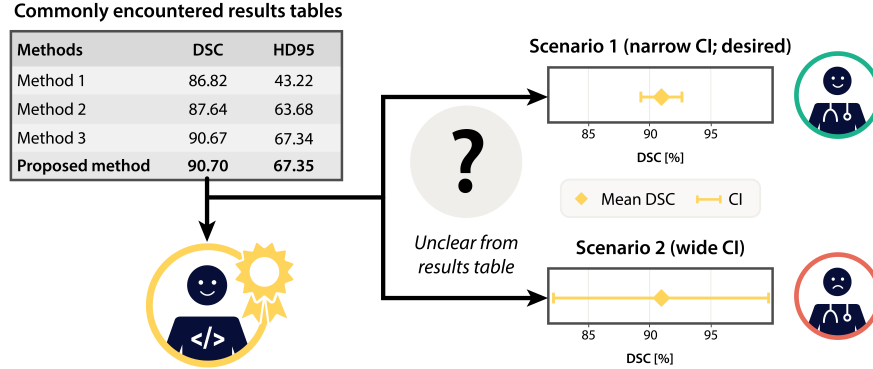 Commonly encountered results tables
Methods DSC HD95
Method 1 86.82 43.22
Method 2 87.64 63.68
Method 3 90.67 67.34
Proposed method 90.70 67.35
</>
?
Unclear from
results table
Scenario 1 (narrow CI; desired)
85 90 95
DSC [%]
Mean DSC CI
Scenario 2 (wide CI)
85 90 95
DSC [%]